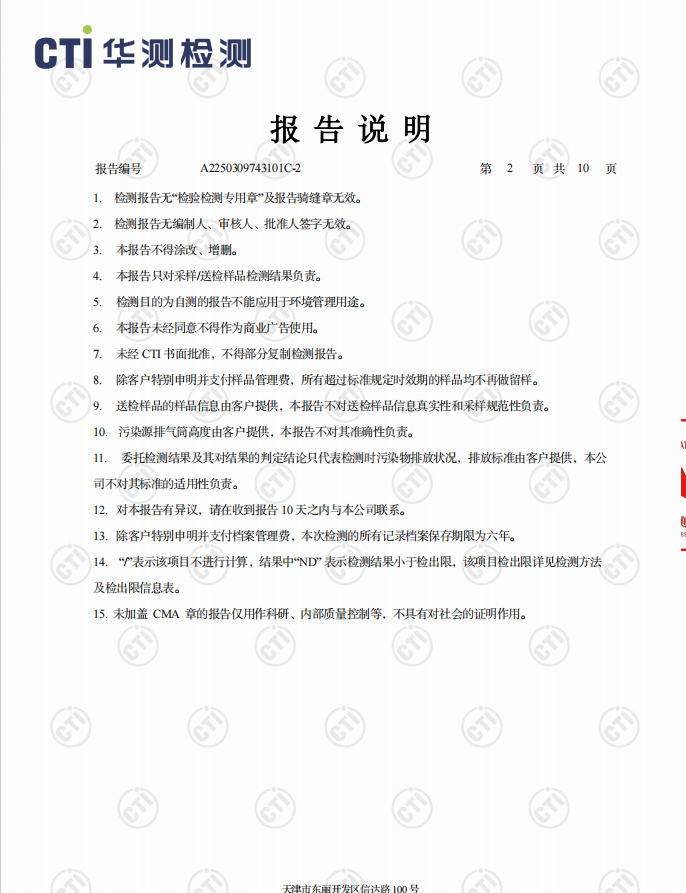 CTI 华测检测
报告说明
报告编号 A2250309743101C-2 第 2 页 共 10 页
1. 检测报告无“检验检测专用章”及报告骑缝章无效。
2. 检测报告无编制人、审核人、批准人签字无效。
3. 本报告不得涂改、增删。
4. 本报告只对采样/送检样品检测结果负责。
5. 检测目的为自测的报告不能应用于环境管理用途。
6. 本报告未经同意不得作为商业广告使用。
7. 未经 CTI 书面批准，不得部分复制检测报告。
8. 除客户特别申明并支付样品管理费，所有超过标准规定时效期的样品均不再做留样。
9. 送检样品的样品信息由客户提供，本报告不对送检样品信息真实性和采样规范性负责。
10. 污染源排气筒高度由客户提供，本报告不对其准确性负责。
11. 委托检测结果及其对结果的判定结论只代表检测时污染物排放状况，排放标准由客户提供，本公
司不对其标准的适用性负责。
12. 对本报告有异议，请在收到报告 10 天之内与本公司联系。
13. 除客户特别申明并支付档案管理费，本次检测的所有记录档案保存期限为六年。
14. “/”表示该项目不进行计算，结果中“ND”表示检测结果小于检出限，该项目检出限详见检测方法
及检出限信息表。
15. 未加盖 CMA 章的报告仅用作科研、内部质量控制等，不具有对社会的证明作用。
天津市东丽开发区信达路 100 号